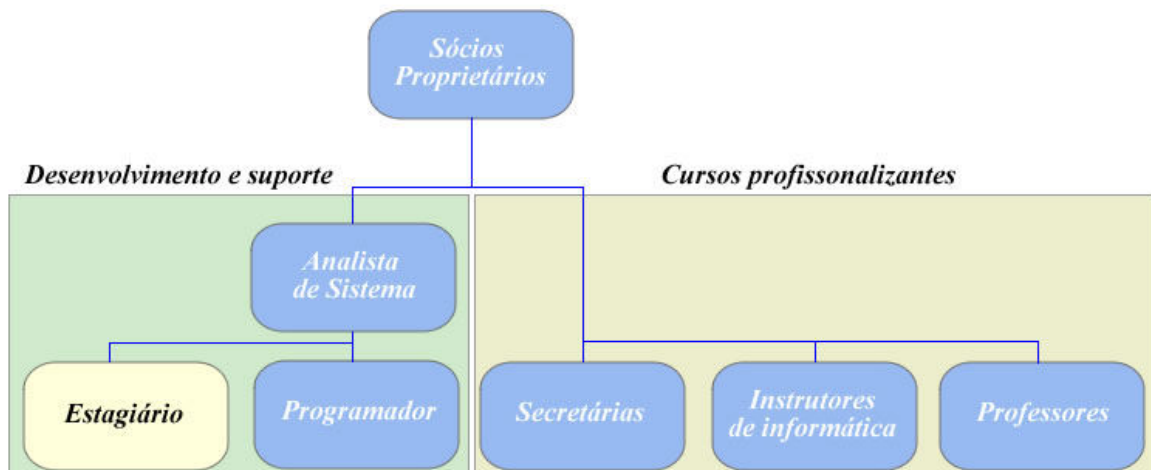 Sócios
Proprietários
Desenvolvimento e suporte
Cursos profissonalizantes
Analista
de Sistema
Estagiário
Programador
Secretárias
Instrutores
de informática
Professores